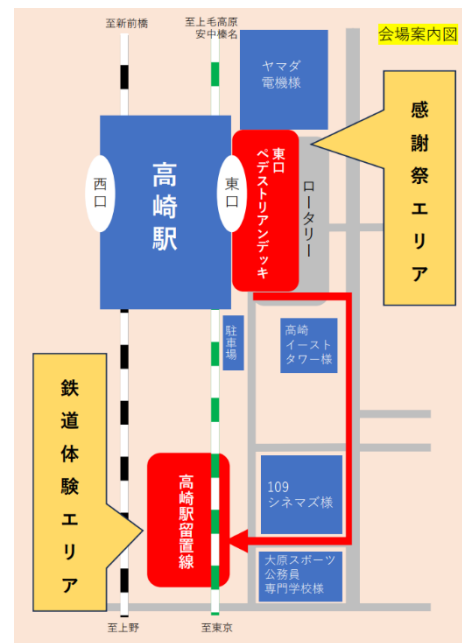 至新前橋
至上毛高原
安中榛名
会場案内図
ヤマダ
電機様
感謝祭エリア
西口
高崎駅
東口
東口
ペデストリアンデッキ
ロータリー
駐車場
高崎
イースト
タワー様
鉄道体験エリア
高崎駅留置線
109
シネマズ様
大原スポーツ
公務員
専門学校様
至上野
至東京